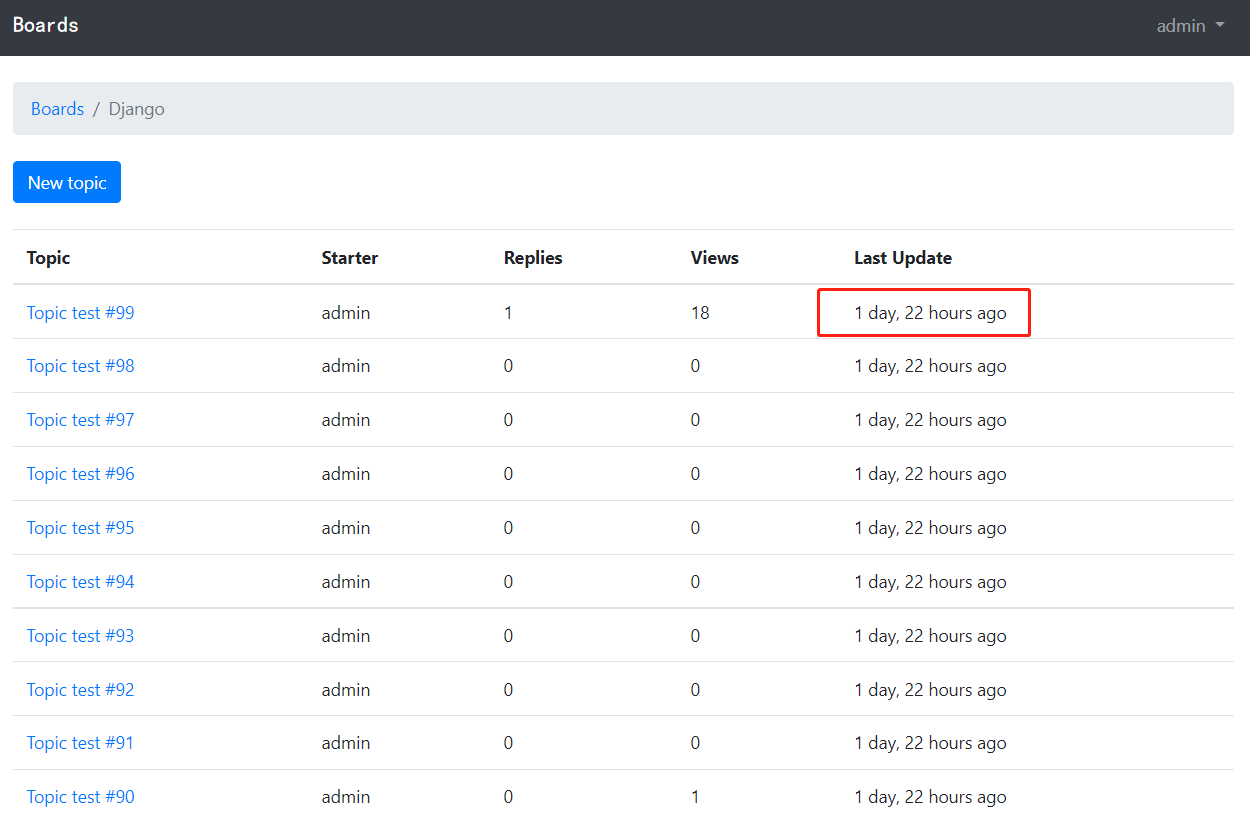 Boards admin
Boards / Django
New topic
Topic Starter Replies Views Last Update
Topic test #99 admin 1 18 1 day, 22 hours ago
Topic test #98 admin 0 0 1 day, 22 hours ago
Topic test #97 admin 0 0 1 day, 22 hours ago
Topic test #96 admin 0 0 1 day, 22 hours ago
Topic test #95 admin 0 0 1 day, 22 hours ago
Topic test #94 admin 0 0 1 day, 22 hours ago
Topic test #93 admin 0 0 1 day, 22 hours ago
Topic test #92 admin 0 0 1 day, 22 hours ago
Topic test #91 admin 0 0 1 day, 22 hours ago
Topic test #90 admin 0 1 1 day, 22 hours ago